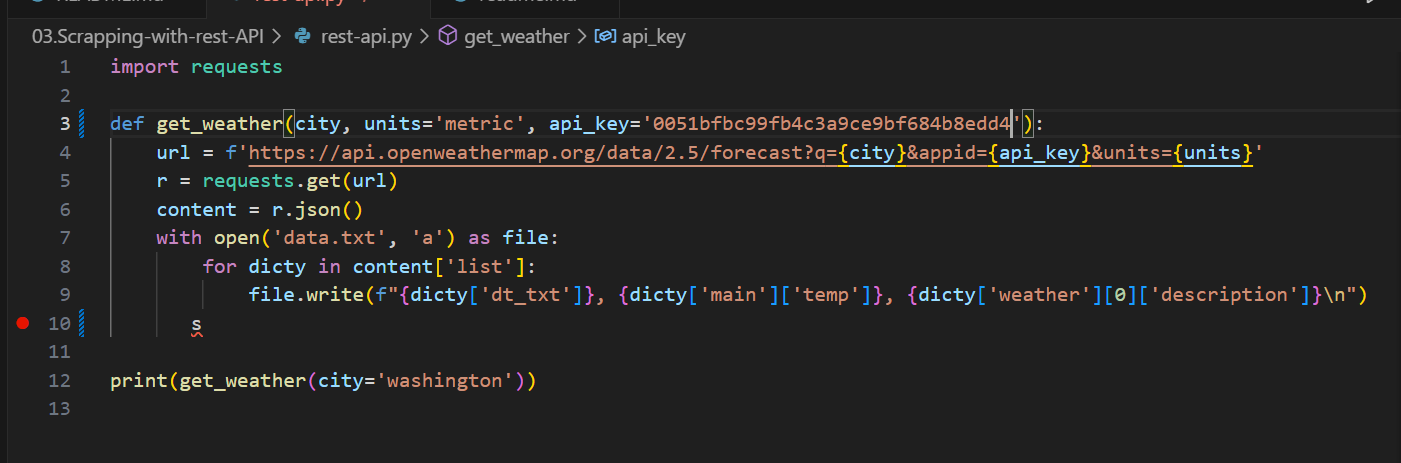 03.Scrapping-with-rest-API > rest-api.py > get_weather > api_key
1 import requests
2
3 def get_weather(city, units='metric', api_key='0051bfbc99fb4c3a9ce9bf684b8edd4'):
4     url = f'https://api.openweathermap.org/data/2.5/forecast?q={city}&appid={api_key}&units={units}'
5     r = requests.get(url)
6     content = r.json()
7     with open('data.txt', 'a') as file:
8         for dicty in content['list']:
9             file.write(f"{dicty['dt_txt']}, {dicty['main']['temp']}, {dicty['weather'][0]['description']}\n")
10        s
11
12 print(get_weather(city='washington'))
13